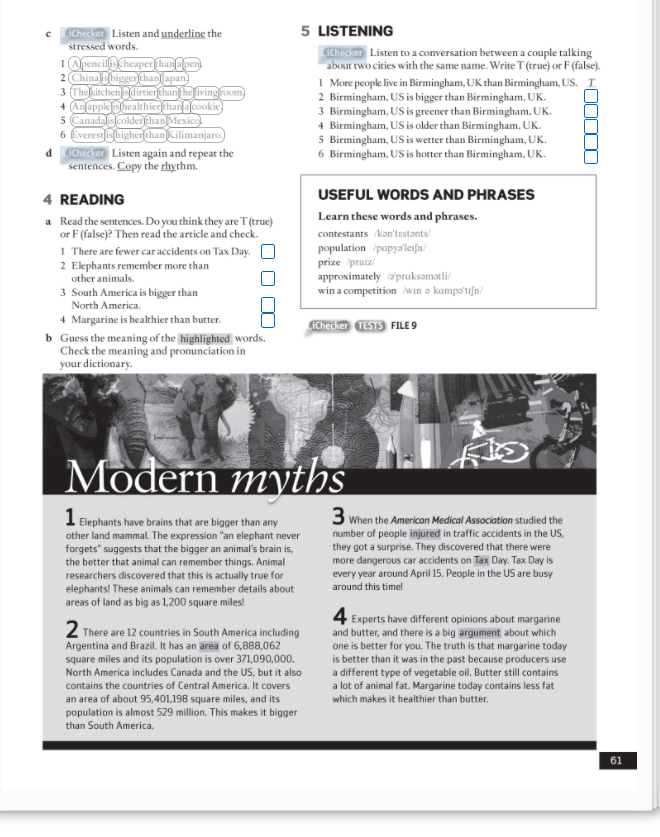 c iChecker Listen and underline the
stressed words.
1 A pencil is cheaper than a pen.
2 China is bigger than Japan.
3 The kitchen is dirtier than the living room.
4 An apple is healthier than a cookie.
5 Canada is colder than Mexico.
6 Everest is higher than Kilimanjaro.
d iChecker Listen again and repeat the
sentences. Copy the rhythm.
4 READING
a Read the sentences. Do you think they are T (true)
or F (false)? Then read the article and check.
1 There are fewer car accidents on Tax Day.
2 Elephants remember more than
other animals.
3 South America is bigger than
North America.
4 Margarine is healthier than butter.
b Guess the meaning of the highlighted words.
Check the meaning and pronunciation in
your dictionary.
5 LISTENING
iChecker Listen to a conversation between a couple talking
about two cities with the same name. Write T (true) or F (false).
1 More people live in Birmingham, UK than Birmingham, US. T
2 Birmingham, US is bigger than Birmingham, UK.
3 Birmingham, US is greener than Birmingham, UK.
4 Birmingham, US is older than Birmingham, UK.
5 Birmingham, US is wetter than Birmingham, UK.
6 Birmingham, US is hotter than Birmingham, UK.
USEFUL WORDS AND PHRASES
Learn these words and phrases.
contestants /kənˈtɛstənts/
population /pɑpyəˈleɪʃn/
prize /praɪz/
approximately /əˈprɑksəmətli/
win a competition /wɪn ə kɑmpəˈtɪʃn/
iChecker TESTS FILE 9
Modern myths
1 Elephants have brains that are bigger than any
other land mammal. The expression "an elephant never
forgets" suggests that the bigger an animal's brain is,
the better that animal can remember things. Animal
researchers discovered that this is actually true for
elephants! These animals can remember details about
areas of land as big as 1,200 square miles!
2 There are 12 countries in South America including
Argentina and Brazil. It has an area of 6,888,062
square miles and its population is over 371,090,000.
North America includes Canada and the US, but it also
contains the countries of Central America. It covers
an area of about 95,401,198 square miles, and its
population is almost 529 million. This makes it bigger
than South America.
3 When the American Medical Association studied the
number of people injured in traffic accidents in the US,
they got a surprise. They discovered that there were
more dangerous car accidents on Tax Day. Tax Day is
every year around April 15. People in the US are busy
around this time!
4 Experts have different opinions about margarine
and butter, and there is a big argument about which
one is better for you. The truth is that margarine today
is better than it was in the past because producers use
a different type of vegetable oil. Butter still contains
a lot of animal fat. Margarine today contains less fat
which makes it healthier than butter.
61